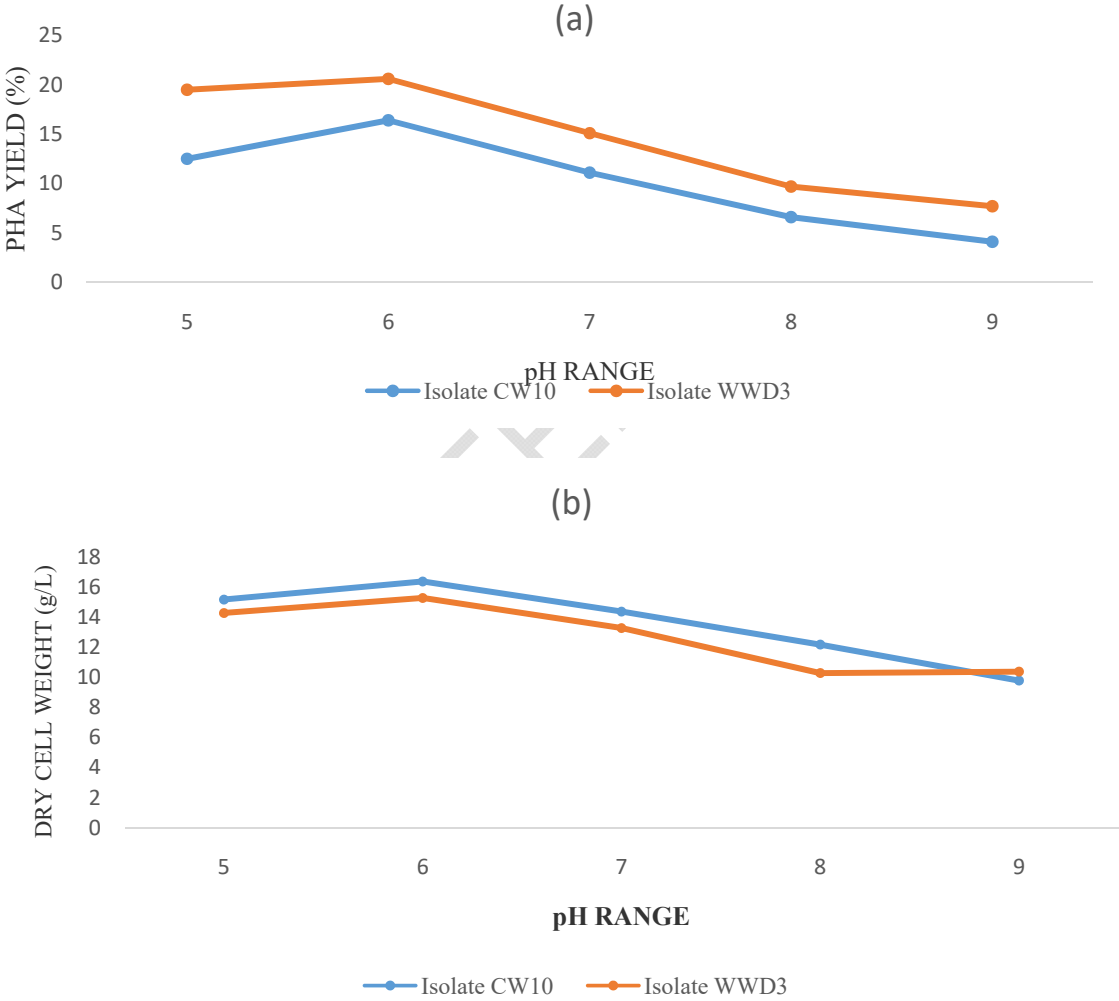 (a)
25
20
15
10
5
0
PHA YIELD (%)
5 6 7 8 9
pH RANGE
Isolate CW10 Isolate WWD3
(b)
18
16
14
12
10
8
6
4
2
0
DRY CELL WEIGHT (g/L)
5 6 7 8 9
pH RANGE
Isolate CW10 Isolate WWD3